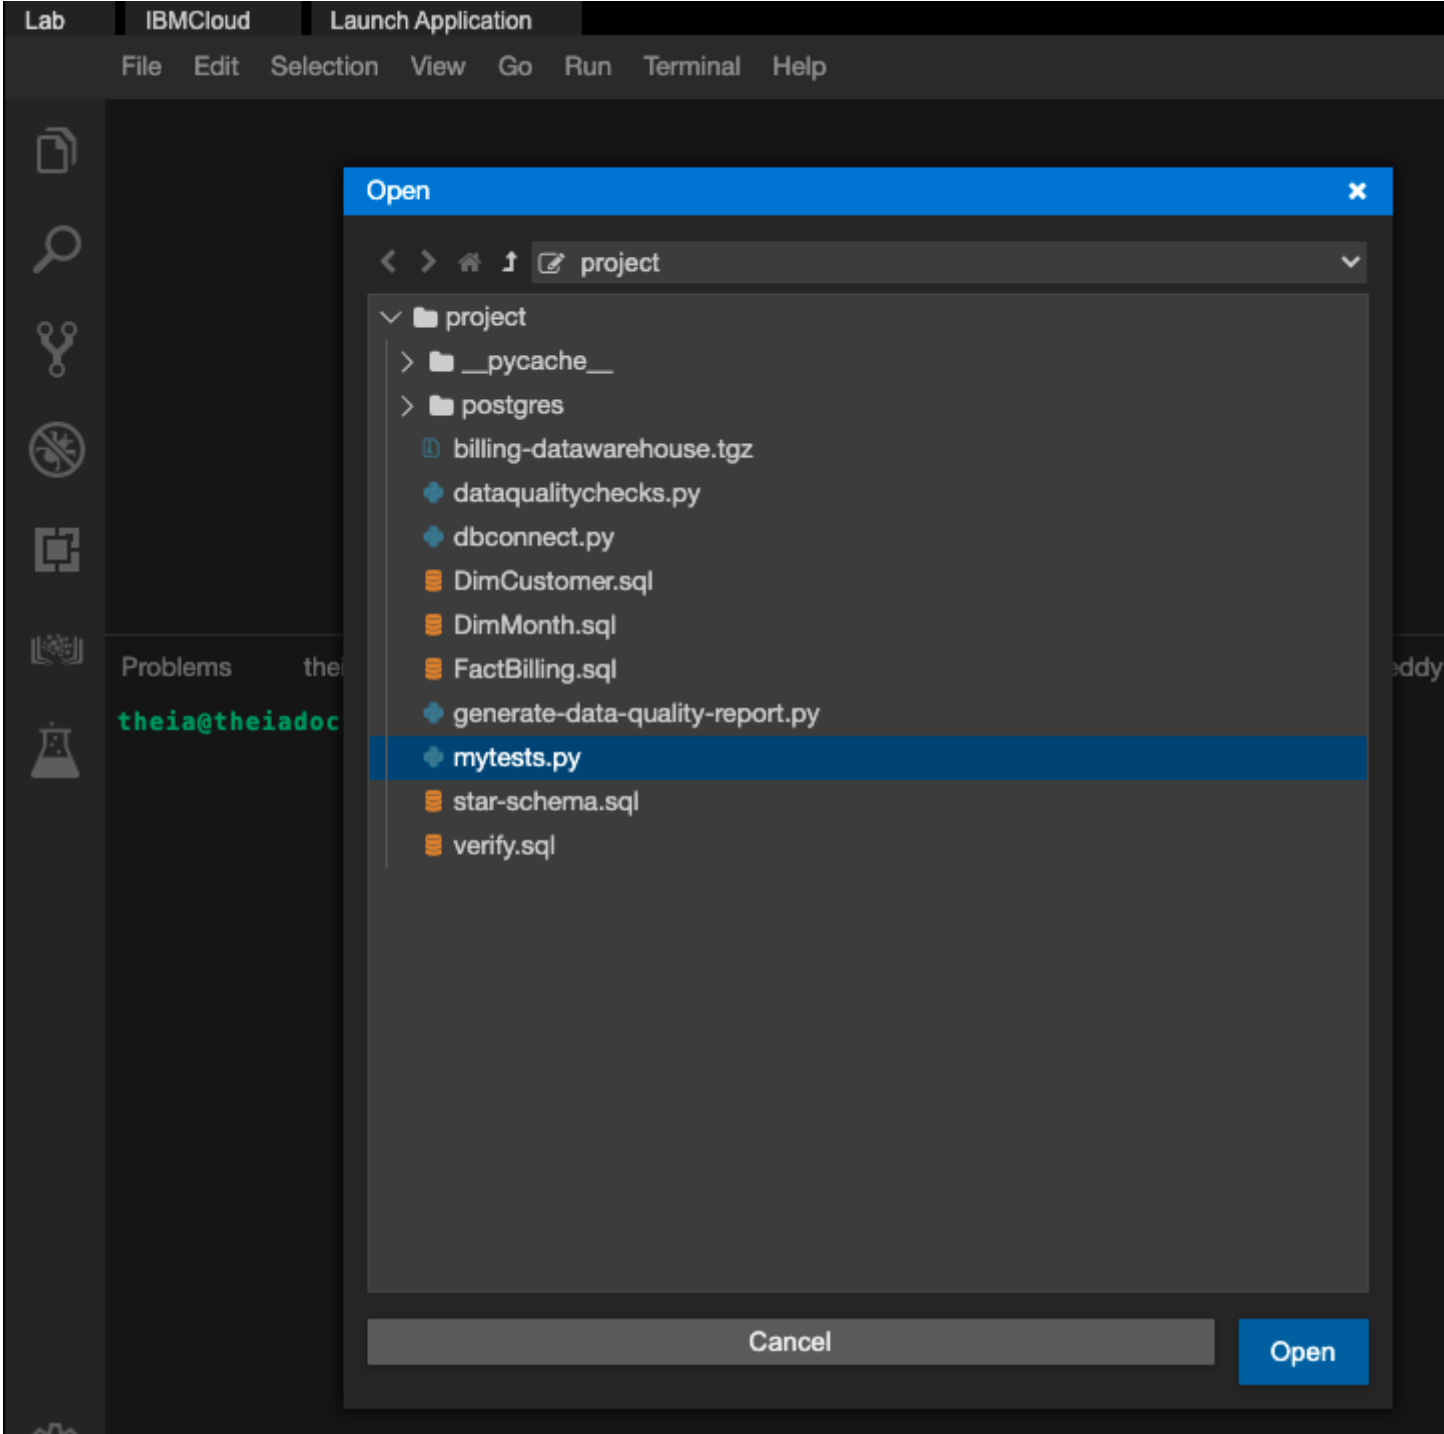 Lab IBMCloud Launch Application
File Edit Selection View Go Run Terminal Help
Open
project
project
__pycache__
postgres
billing-datawarehouse.tgz
dataqualitychecks.py
dbconnect.py
DimCustomer.sql
DimMonth.sql
FactBilling.sql
Problems thei eddy
generate-data-quality-report.py
theia@theiadoc
mytests.py
star-schema.sql
verify.sql
Cancel
Open